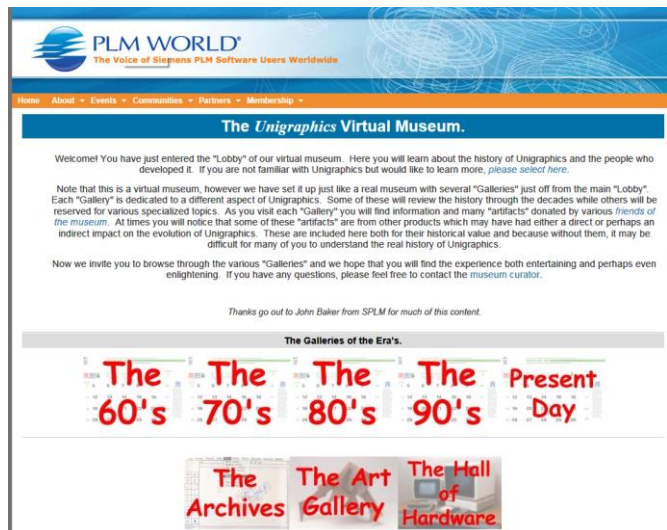 PLM WORLD®
The Voice of Siemens PLM Software Users Worldwide
Home About Events Communities Partners Membership
The Unigraphics Virtual Museum.
Welcome! You have just entered the "Lobby" of our virtual museum. Here you will learn about the history of Unigraphics and the people who
developed it. If you are not familiar with Unigraphics but would like to learn more, please select here.
Note that this is a virtual museum, however we have set it up just like a real museum with several "Galleries" just off from the main "Lobby".
Each "Gallery" is dedicated to a different aspect of Unigraphics. Some of these will review the history through the decades while others will be
reserved for various specialized topics. As you visit each "Gallery" you will find information and many "artifacts" donated by various friends of
the museum. At times you will notice that some of these "artifacts" are from other products which may have had either a direct or perhaps an
indirect impact on the evolution of Unigraphics. These are included here both for their historical value and because without them, it may be
difficult for many of you to understand the real history of Unigraphics.
Now we invite you to browse through the various "Galleries" and we hope that you will find the experience both entertaining and perhaps even
enlightening. If you have any questions, please feel free to contact the museum curator.
Thanks go out to John Baker from SPLM for much of this content.
The Galleries of the Era's.
The 60's
The 70's
The 80's
The 90's
Present Day
The Archives
The Art Gallery
The Hall of Hardware